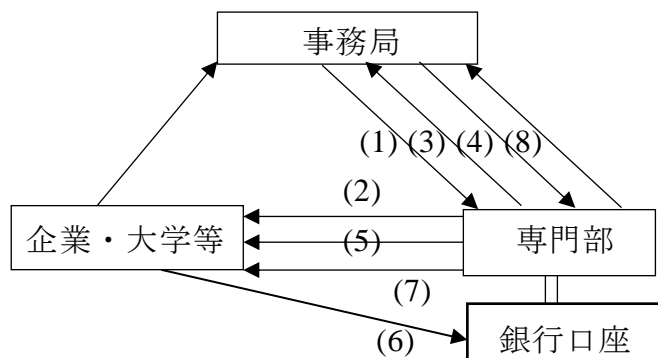 事務局
(1) (3) (4) (8)
(2)
企業・大学等
(5)
専門部
(7)
(6)
銀行口座